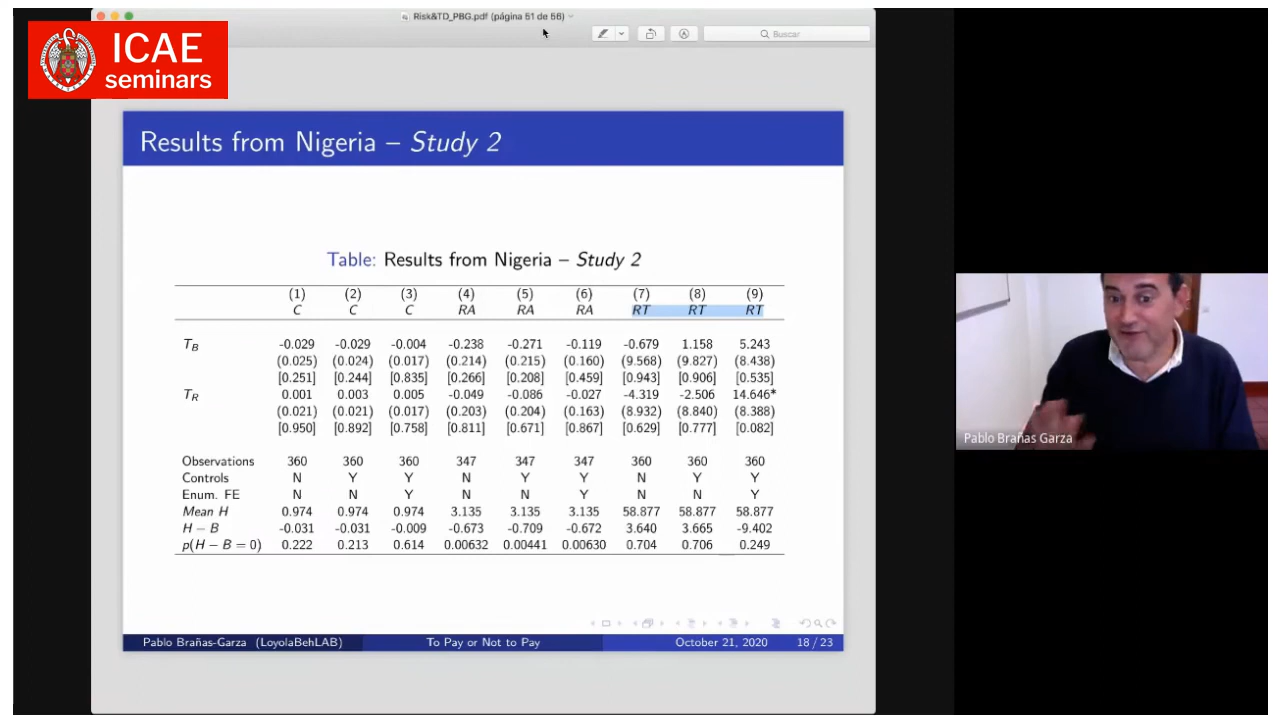 Risk&TD_PBG.pdf (página 51 de 56)
Buscar
ICAE
seminars
Results from Nigeria – Study 2
Table: Results from Nigeria – Study 2
(1) (2) (3) (4) (5) (6) (7) (8) (9)
C C C RA RA RA RT RT RT
T_B -0.029 -0.029 -0.004 -0.238 -0.271 -0.119 -0.679 1.158 5.243
(0.025) (0.024) (0.017) (0.214) (0.215) (0.160) (9.568) (9.827) (8.438)
[0.251] [0.244] [0.835] [0.266] [0.208] [0.459] [0.943] [0.906] [0.535]
T_R 0.001 0.003 0.005 -0.049 -0.086 -0.027 -4.319 -2.506 14.646*
(0.021) (0.021) (0.017) (0.203) (0.204) (0.163) (8.932) (8.840) (8.388)
[0.950] [0.892] [0.758] [0.811] [0.671] [0.867] [0.629] [0.777] [0.082]
Observations 360 360 360 347 347 347 360 360 360
Controls N Y Y N Y Y N Y Y
Enum. FE N N Y N N Y N N Y
Mean H 0.974 0.974 0.974 3.135 3.135 3.135 58.877 58.877 58.877
H − B -0.031 -0.031 -0.009 -0.673 -0.709 -0.672 3.640 3.665 -9.402
p(H − B = 0) 0.222 0.213 0.614 0.00632 0.00441 0.00630 0.704 0.706 0.249
Pablo Brañas-Garza (LoyolaBehLAB) To Pay or Not to Pay October 21, 2020 18 / 23
Pablo Brañas Garza